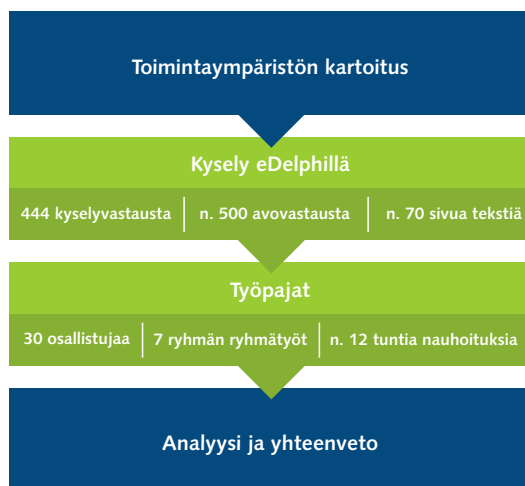 Toimintaympäristön kartoitus
Kysely eDelphillä
444 kyselyvastausta n. 500 avovastausta n. 70 sivua tekstiä
Työpajat
30 osallistujaa 7 ryhmän ryhmätyöt n. 12 tuntia nauhoituksia
Analyysi ja yhteenveto